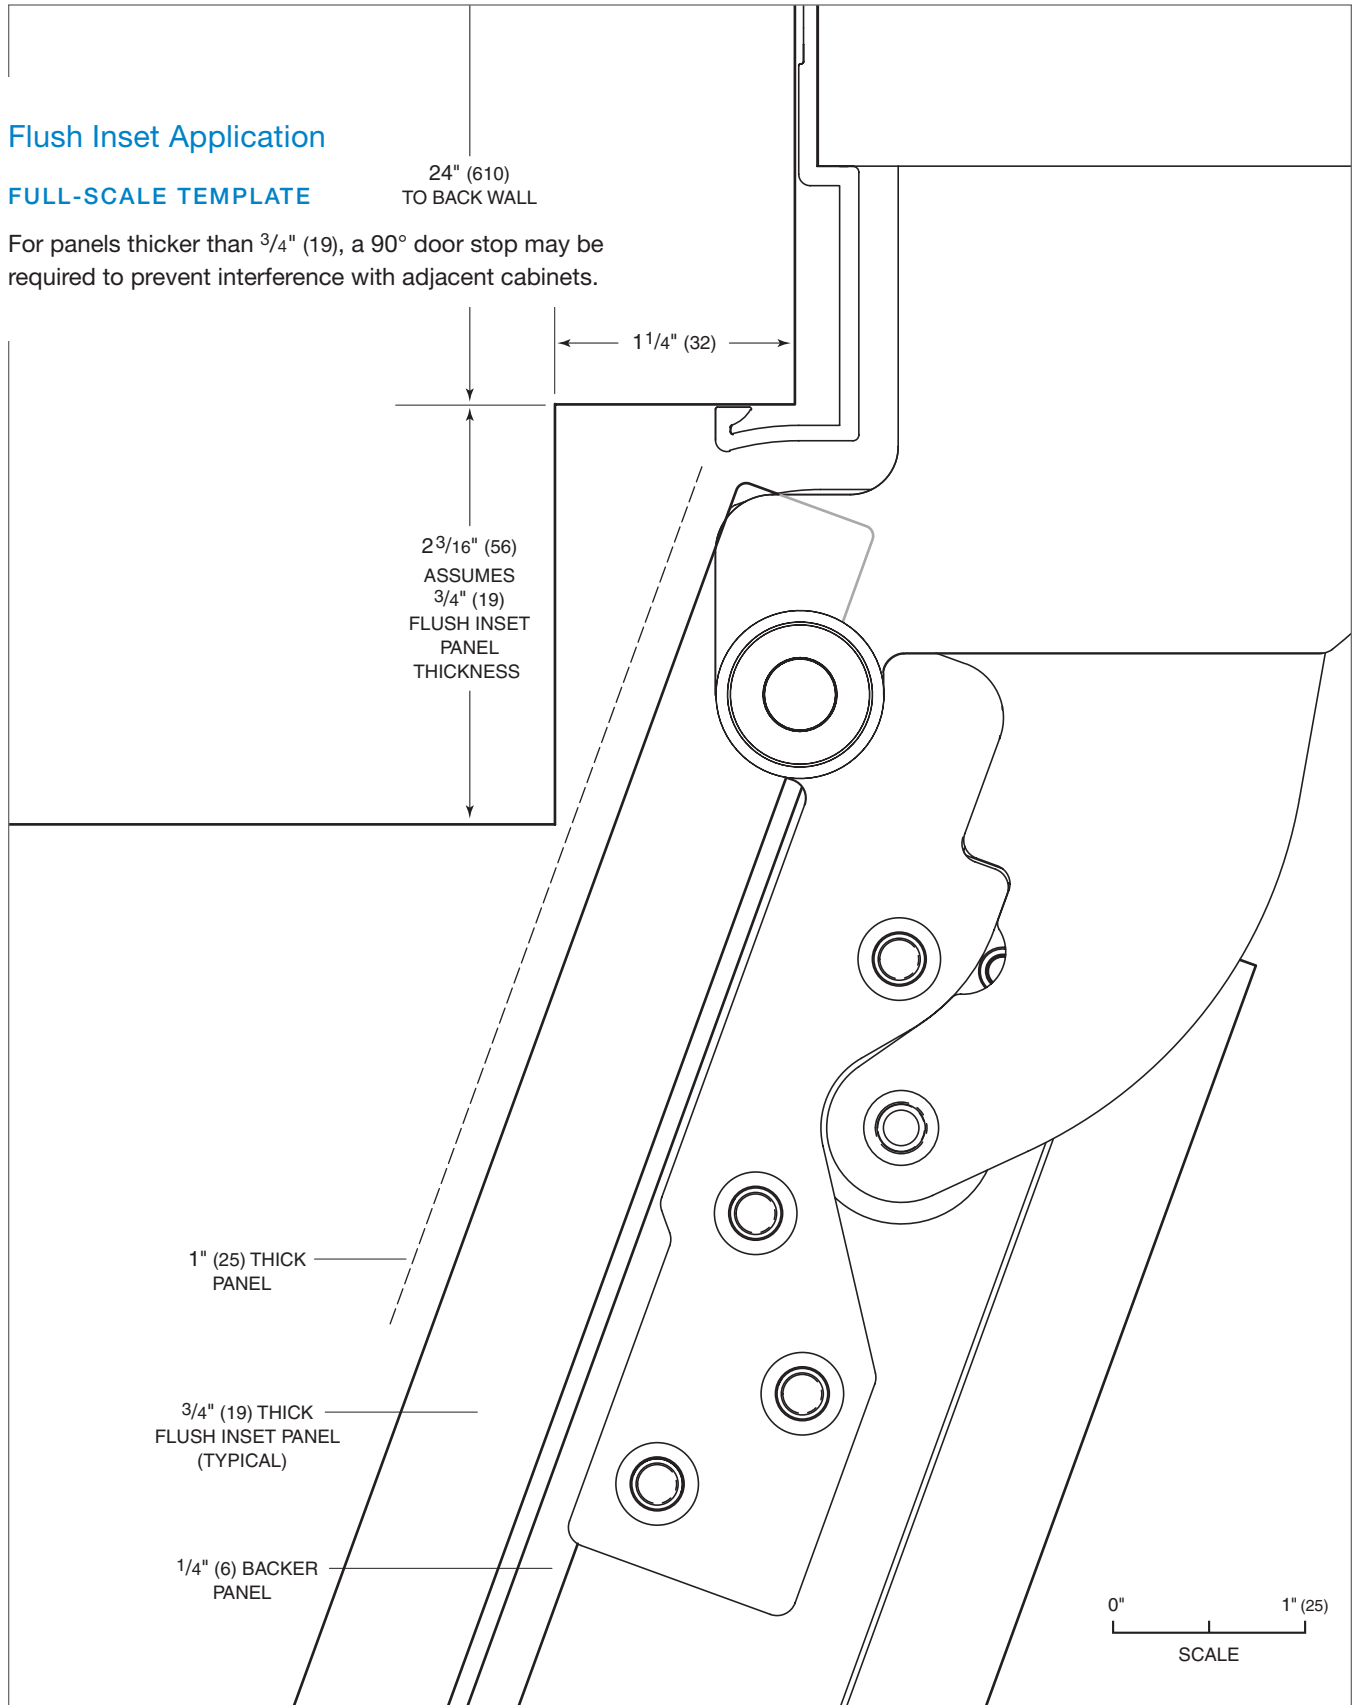 Flush Inset Application
FULL-SCALE TEMPLATE
For panels thicker than 3/4" (19), a 90° door stop may be
required to prevent interference with adjacent cabinets.
24" (610)
TO BACK WALL
1 1/4" (32)
2 3/16" (56)
ASSUMES
3/4" (19)
FLUSH INSET
PANEL
THICKNESS
1" (25) THICK
PANEL
3/4" (19) THICK
FLUSH INSET PANEL
(TYPICAL)
1/4" (6) BACKER
PANEL
0" 1" (25)
SCALE